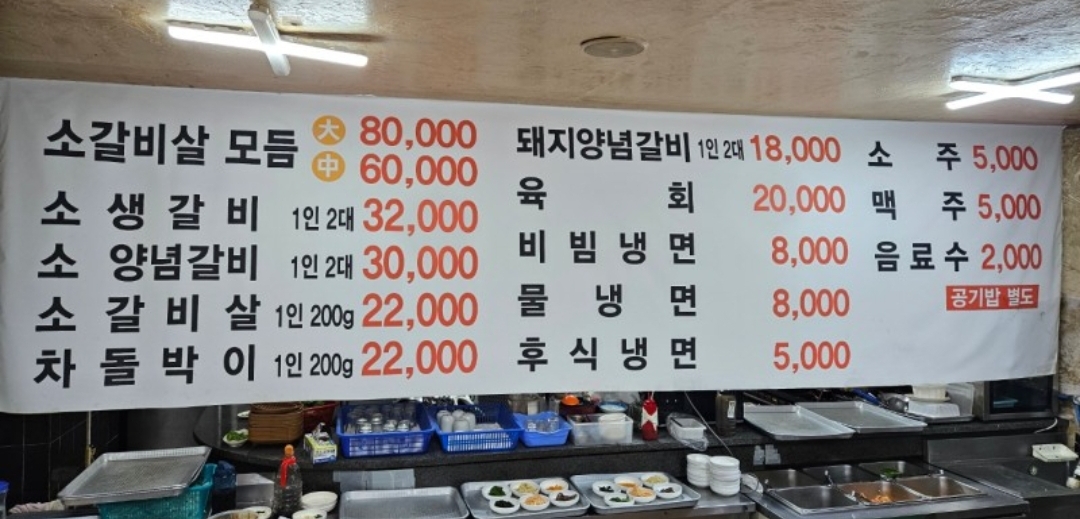 소갈비살 모듬 大 80,000
中 60,000
소생갈비 1인 2대 32,000
소 양념갈비 1인 2대 30,000
소갈비살 1인 200g 22,000
차돌박이 1인 200g 22,000
돼지양념갈비 1인 2대 18,000
육회 20,000
비빔냉면 8,000
물냉면 8,000
후식냉면 5,000
소주 5,000
맥주 5,000
음료수 2,000
공기밥 별도